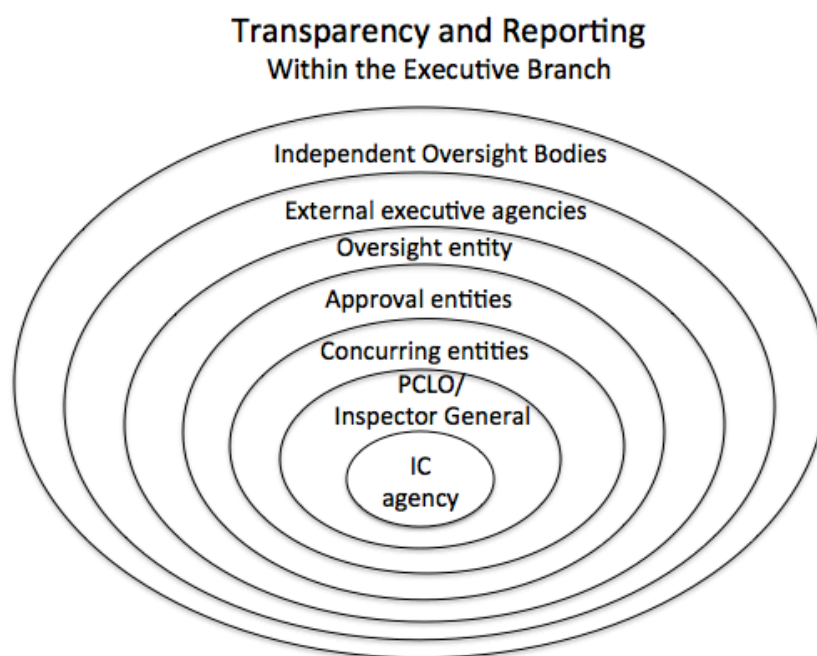 Transparency and Reporting
Within the Executive Branch
Independent Oversight Bodies
External executive agencies
Oversight entity
Approval entities
Concurring entities
PCLO/
Inspector General
IC
agency